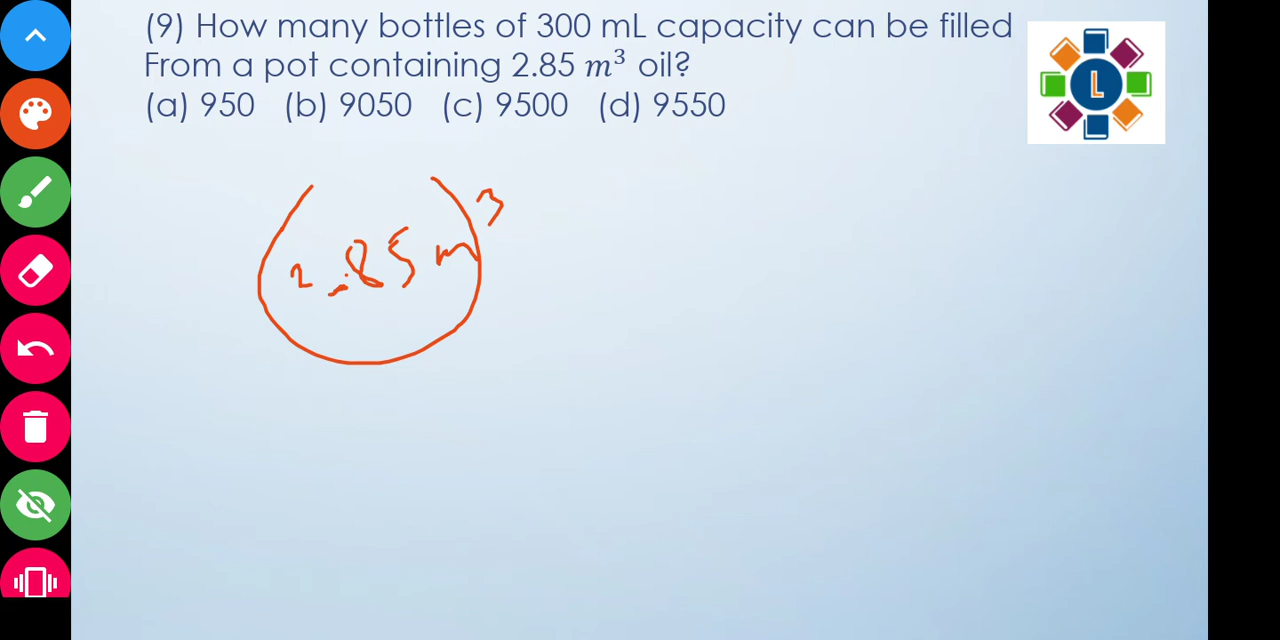 (9) How many bottles of 300 mL capacity can be filled
From a pot containing 2.85 m³ oil?
(a) 950 (b) 9050 (c) 9500 (d) 9550
L
2.85 m³